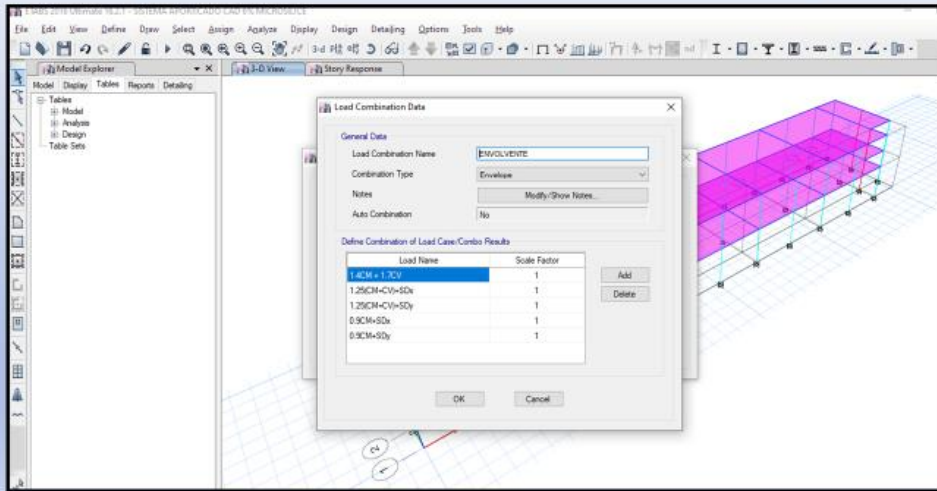 ETABS 2016 Ultimate 16.2.1 - SISTEMA APORTICADO CAD 6% MICROSILICE
File Edit View Define Draw Select Assign Analyze Display Design Detailing Options Tools Help
3-d
Model Explorer
3-D View Story Response
Model Display Tables Reports Detailing
Tables
Model
Analysis
Design
Table Sets
Load Combination Data
General Data
Load Combination Name ENVOLVENTE
Combination Type Envelope
Notes Modify/Show Notes...
Auto Combination No
Define Combination of Load Case/Combo Results
Load Name Scale Factor
1.4CM + 1.7CV 1
1.25(CM+CV)+SDx 1
1.25(CM+CV)+SDy 1
0.9CM+SDx 1
0.9CM+SDy 1
Add
Delete
OK Cancel
2
1